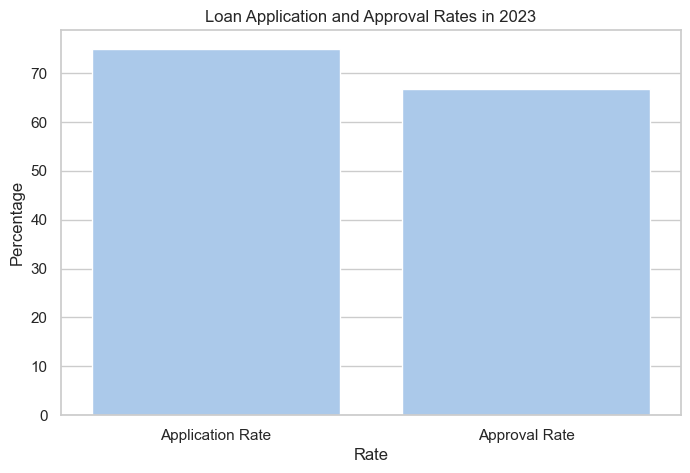 Loan Application and Approval Rates in 2023
Percentage
70
60
50
40
30
20
10
0
Application Rate
Approval Rate
Rate